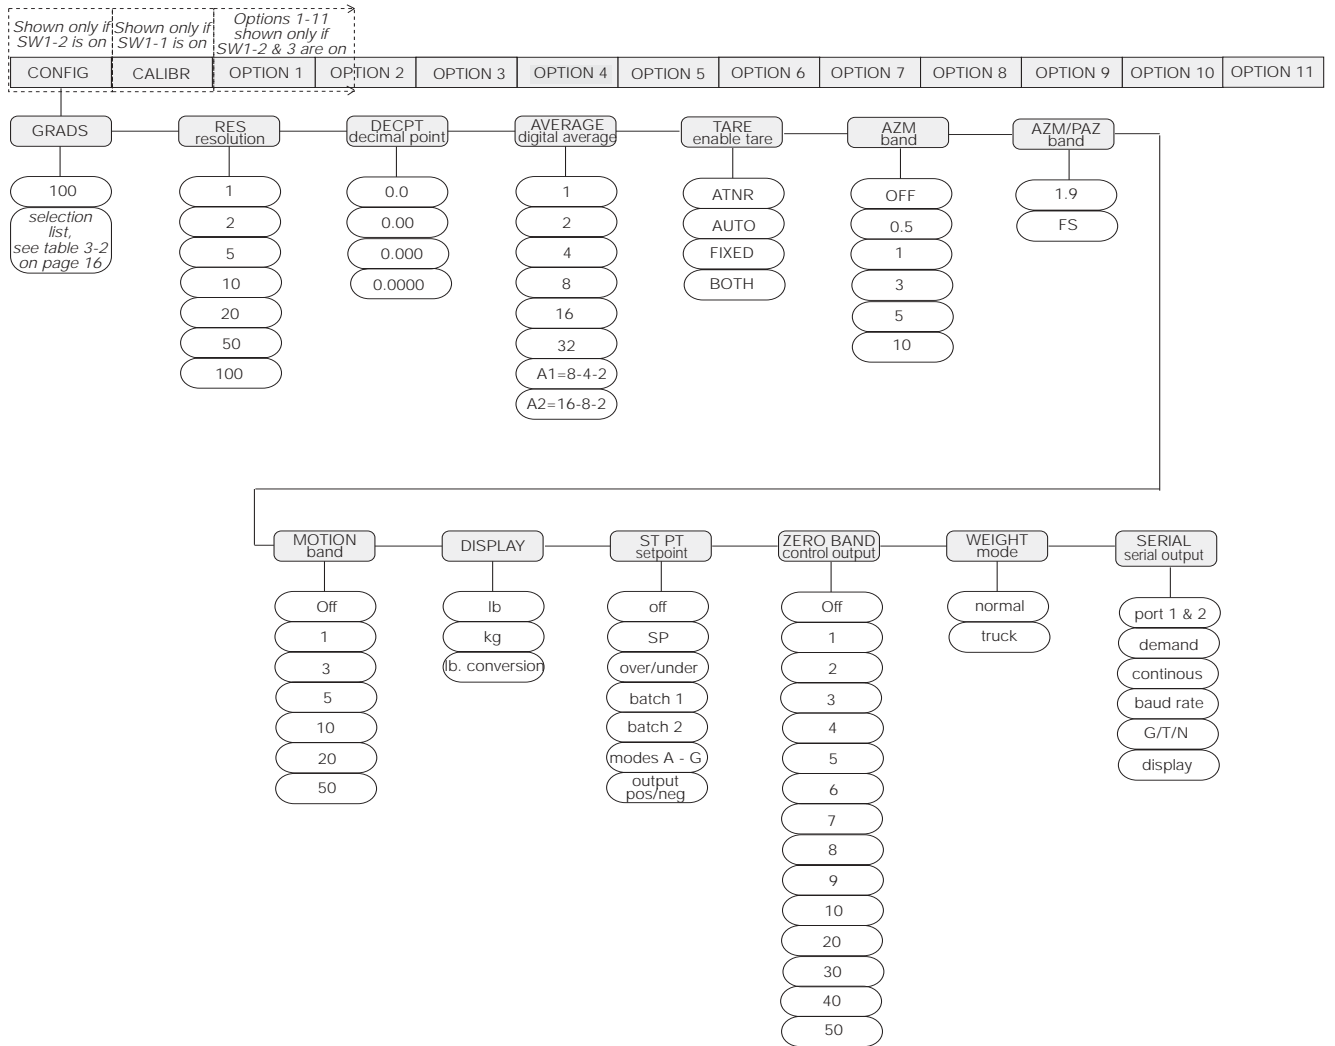 Shown only if
SW1-2 is on
Shown only if
SW1-1 is on
Options 1-11
shown only if
SW1-2 & 3 are on
CONFIG
CALIBR
OPTION 1
OPTION 2
OPTION 3
OPTION 4
OPTION 5
OPTION 6
OPTION 7
OPTION 8
OPTION 9
OPTION 10
OPTION 11
GRADS
100
selection
list,
see table 3-2
on page 16
RES
resolution
1
2
5
10
20
50
100
DECPT
decimal point
0.0
0.00
0.000
0.0000
AVERAGE
digital average
1
2
4
8
16
32
A1=8-4-2
A2=16-8-2
TARE
enable tare
ATNR
AUTO
FIXED
BOTH
AZM
band
OFF
0.5
1
3
5
10
AZM/PAZ
band
1.9
FS
MOTION
band
Off
1
3
5
10
20
50
DISPLAY
lb
kg
lb. conversion
ST PT
setpoint
off
SP
over/under
batch 1
batch 2
modes A - G
output
pos/neg
ZERO BAND
control output
Off
1
2
3
4
5
6
7
8
9
10
20
30
40
50
WEIGHT
mode
normal
truck
SERIAL
serial output
port 1 & 2
demand
continous
baud rate
G/T/N
display